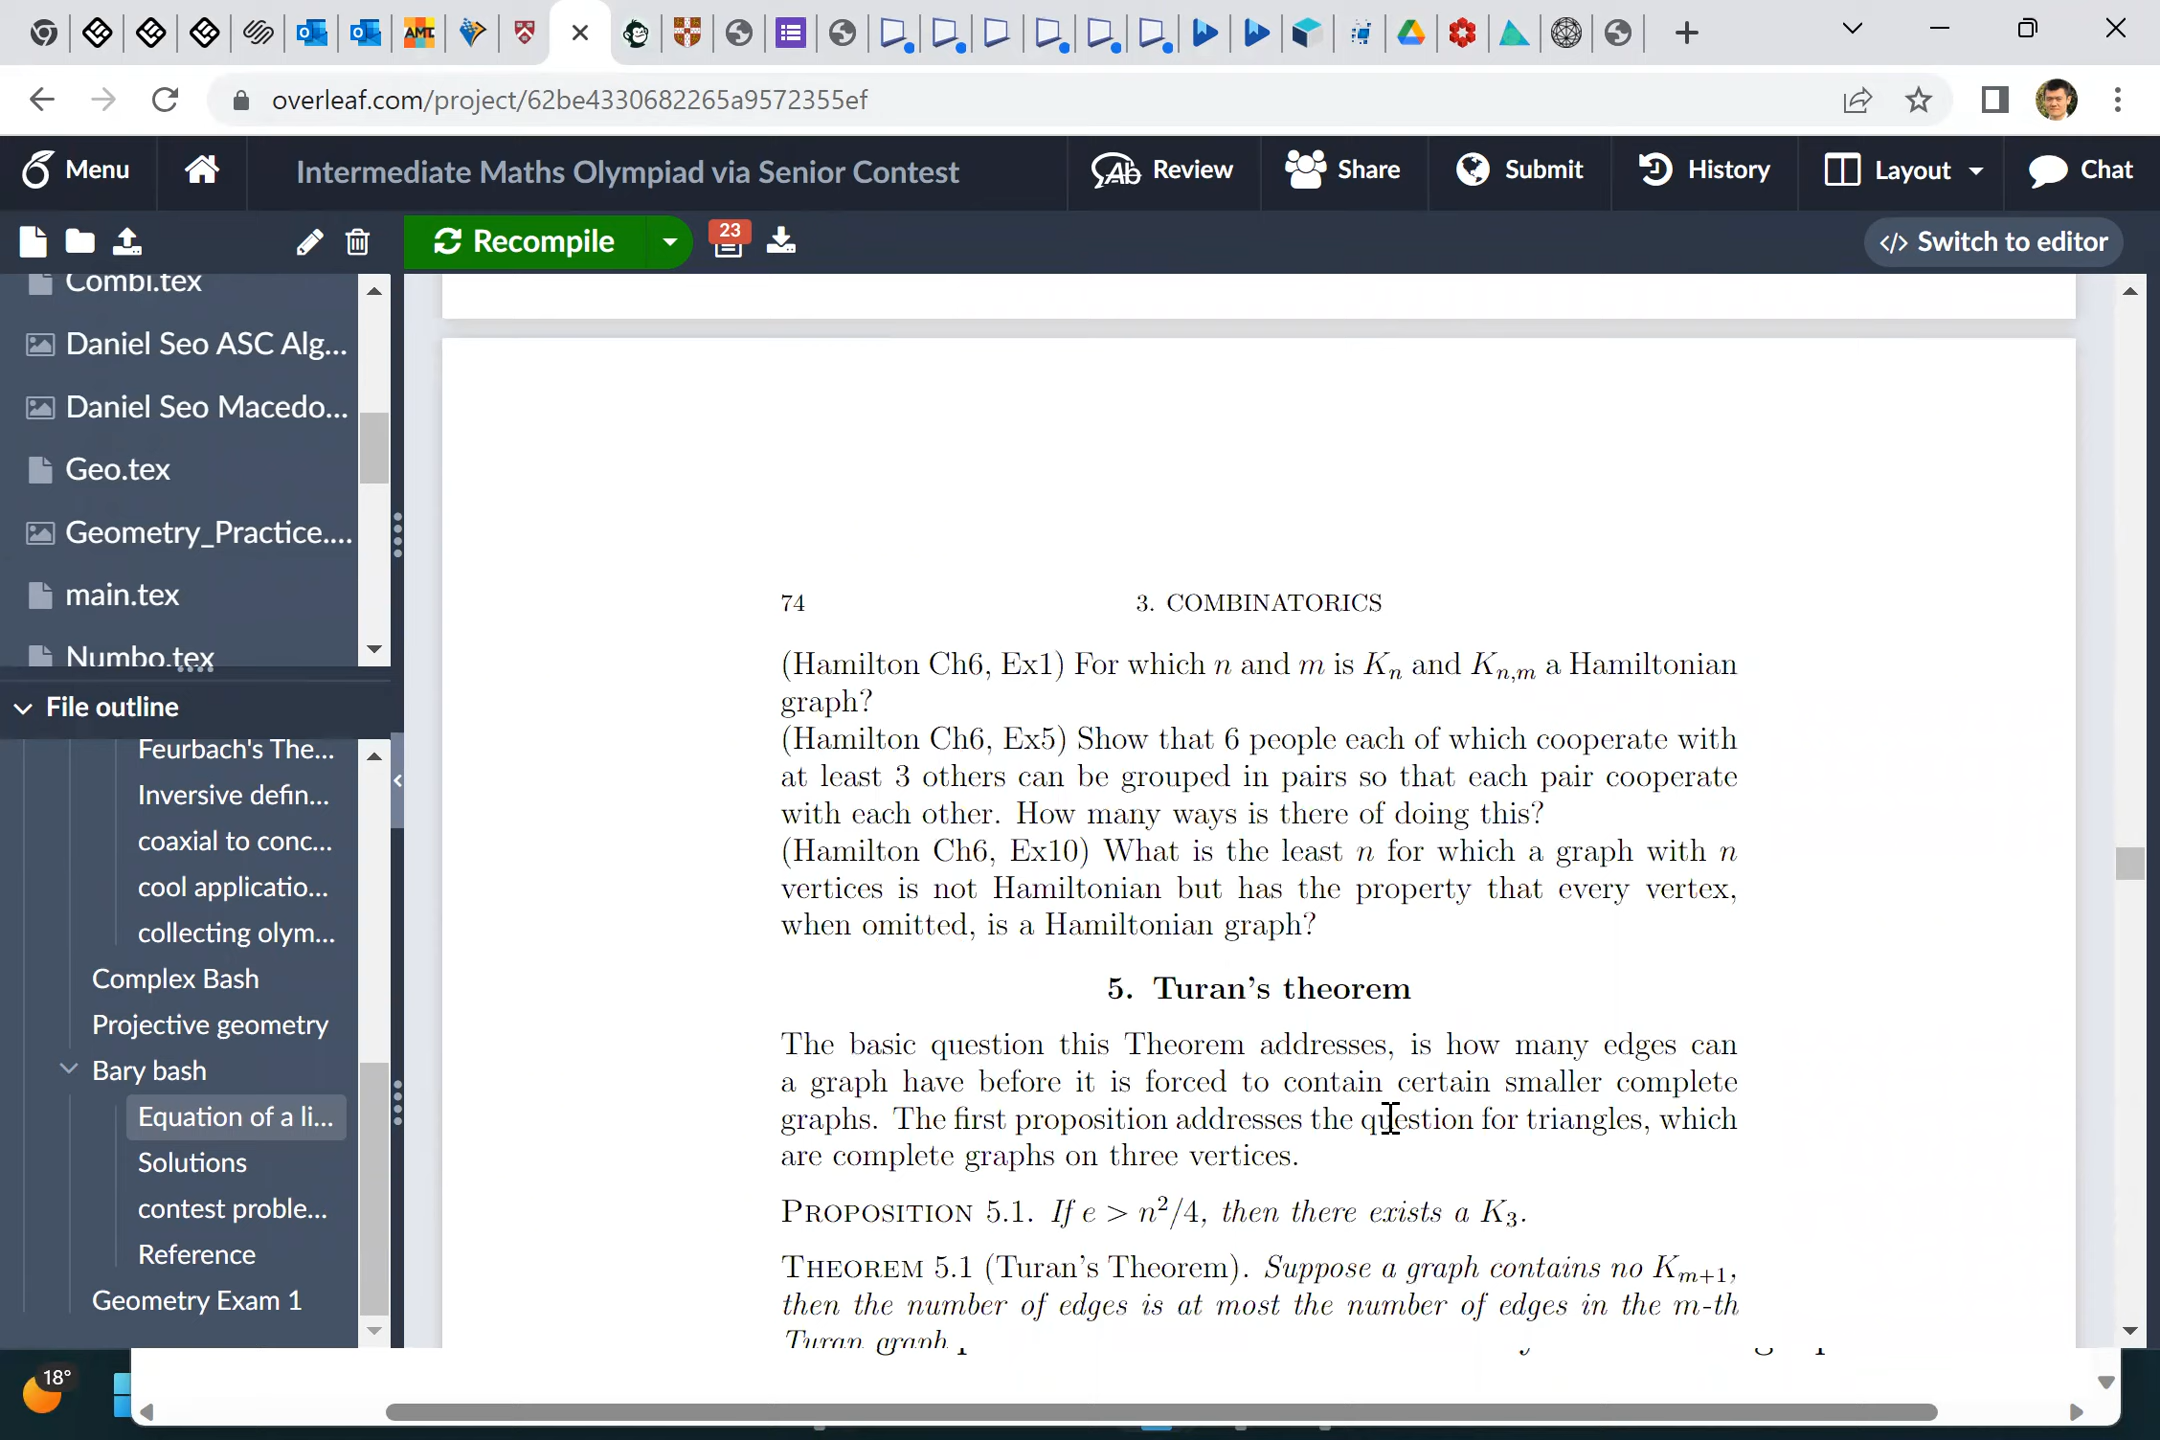 AMT
overleaf.com/project/62be4330682265a9572355ef
Menu
Intermediate Maths Olympiad via Senior Contest
Review
Share
Submit
History
Layout
Chat
Recompile
23
Switch to editor
Combi.tex
Daniel Seo ASC Alg...
Daniel Seo Macedo...
Geo.tex
Geometry_Practice....
main.tex
Numbo.tex
File outline
Feurbach's The...
Inversive defin...
coaxial to conc...
cool applicatio...
collecting olym...
Complex Bash
Projective geometry
Bary bash
Equation of a li...
Solutions
contest proble...
Reference
Geometry Exam 1
74 3. COMBINATORICS
(Hamilton Ch6, Ex1) For which n and m is Kₙ and Kₙ,ₘ a Hamiltonian
graph?
(Hamilton Ch6, Ex5) Show that 6 people each of which cooperate with
at least 3 others can be grouped in pairs so that each pair cooperate
with each other. How many ways is there of doing this?
(Hamilton Ch6, Ex10) What is the least n for which a graph with n
vertices is not Hamiltonian but has the property that every vertex,
when omitted, is a Hamiltonian graph?
5. Turan's theorem
The basic question this Theorem addresses, is how many edges can
a graph have before it is forced to contain certain smaller complete
graphs. The first proposition addresses the question for triangles, which
are complete graphs on three vertices.
PROPOSITION 5.1. If e > n²/4, then there exists a K₃.
THEOREM 5.1 (Turan's Theorem). Suppose a graph contains no Kₘ₊₁,
then the number of edges is at most the number of edges in the m-th
Turan graph
18°